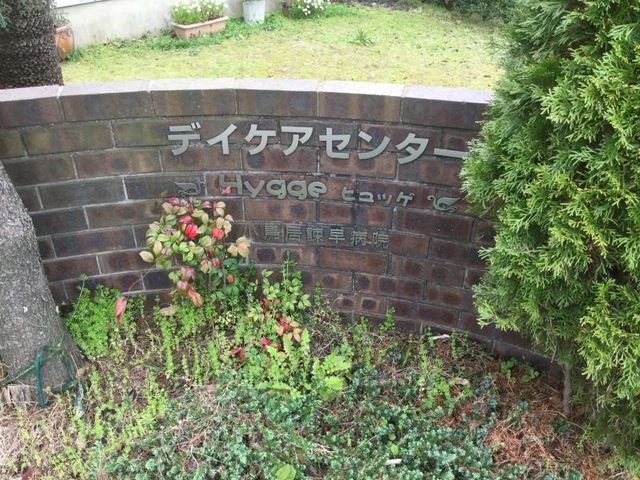 デイケアセンター
Hygge ヒュッゲ
小鳥居諫早病院